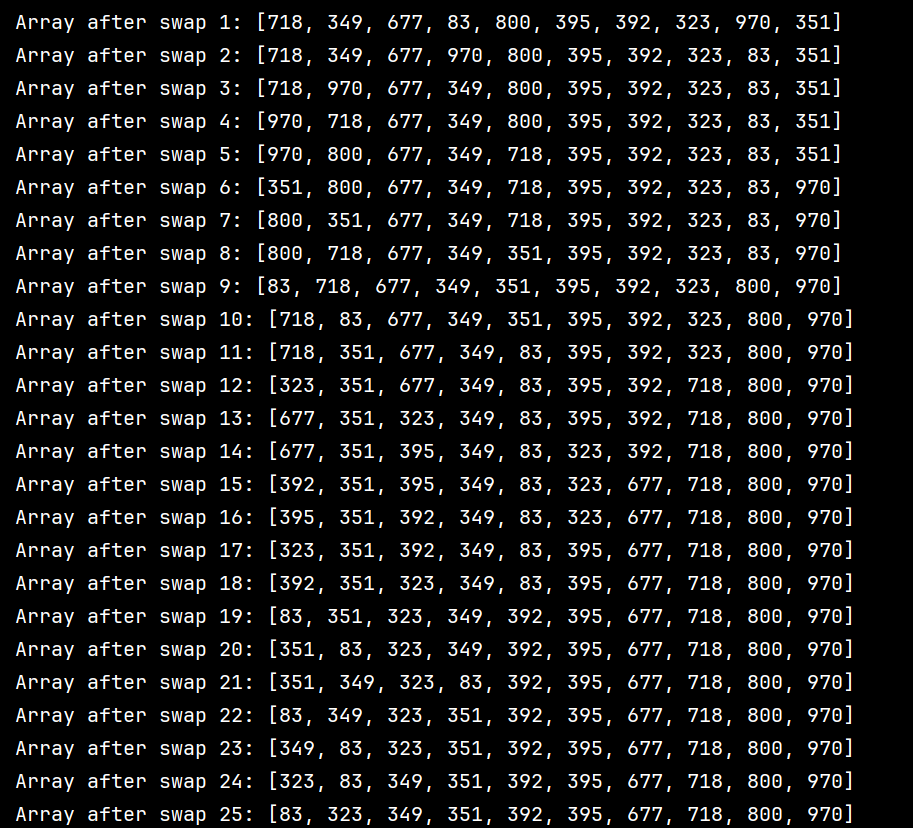 Array after swap 1: [718, 349, 677, 83, 800, 395, 392, 323, 970, 351]
Array after swap 2: [718, 349, 677, 970, 800, 395, 392, 323, 83, 351]
Array after swap 3: [718, 970, 677, 349, 800, 395, 392, 323, 83, 351]
Array after swap 4: [970, 718, 677, 349, 800, 395, 392, 323, 83, 351]
Array after swap 5: [970, 800, 677, 349, 718, 395, 392, 323, 83, 351]
Array after swap 6: [351, 800, 677, 349, 718, 395, 392, 323, 83, 970]
Array after swap 7: [800, 351, 677, 349, 718, 395, 392, 323, 83, 970]
Array after swap 8: [800, 718, 677, 349, 351, 395, 392, 323, 83, 970]
Array after swap 9: [83, 718, 677, 349, 351, 395, 392, 323, 800, 970]
Array after swap 10: [718, 83, 677, 349, 351, 395, 392, 323, 800, 970]
Array after swap 11: [718, 351, 677, 349, 83, 395, 392, 323, 800, 970]
Array after swap 12: [323, 351, 677, 349, 83, 395, 392, 718, 800, 970]
Array after swap 13: [677, 351, 323, 349, 83, 395, 392, 718, 800, 970]
Array after swap 14: [677, 351, 395, 349, 83, 323, 392, 718, 800, 970]
Array after swap 15: [392, 351, 395, 349, 83, 323, 677, 718, 800, 970]
Array after swap 16: [395, 351, 392, 349, 83, 323, 677, 718, 800, 970]
Array after swap 17: [323, 351, 392, 349, 83, 395, 677, 718, 800, 970]
Array after swap 18: [392, 351, 323, 349, 83, 395, 677, 718, 800, 970]
Array after swap 19: [83, 351, 323, 349, 392, 395, 677, 718, 800, 970]
Array after swap 20: [351, 83, 323, 349, 392, 395, 677, 718, 800, 970]
Array after swap 21: [351, 349, 323, 83, 392, 395, 677, 718, 800, 970]
Array after swap 22: [83, 349, 323, 351, 392, 395, 677, 718, 800, 970]
Array after swap 23: [349, 83, 323, 351, 392, 395, 677, 718, 800, 970]
Array after swap 24: [323, 83, 349, 351, 392, 395, 677, 718, 800, 970]
Array after swap 25: [83, 323, 349, 351, 392, 395, 677, 718, 800, 970]